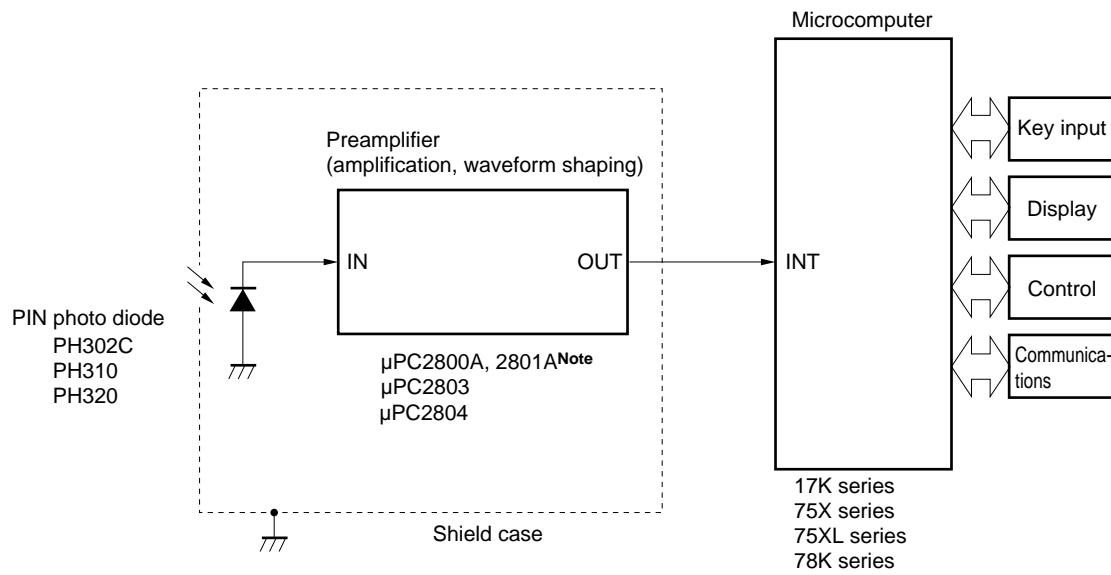 Microcomputer
Key input
Preamplifier
(amplification, waveform shaping)
Display
IN
OUT
INT
Control
PIN photo diode
PH302C
PH310
PH320
µPC2800A, 2801ANote
µPC2803
µPC2804
Communica-
tions
17K series
75X series
75XL series
78K series
Shield case